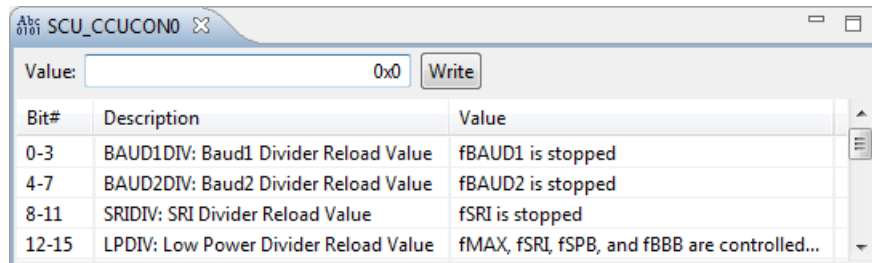 Abc 0101 SCU_CCUCON0
Value: 0x0 Write
Bit# Description Value
0-3 BAUD1DIV: Baud1 Divider Reload Value fBAUD1 is stopped
4-7 BAUD2DIV: Baud2 Divider Reload Value fBAUD2 is stopped
8-11 SRIDIV: SRI Divider Reload Value fSRI is stopped
12-15 LPDIV: Low Power Divider Reload Value fMAX, fSRI, fSPB, and fBBB are controlled...